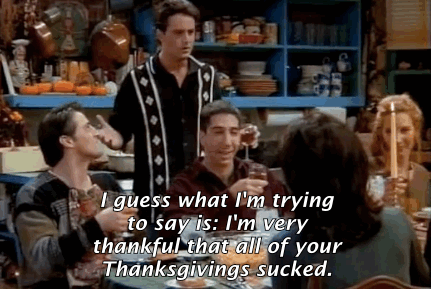 I guess what I'm trying
to say is: I'm very
thankful that all of your
Thanksgivings sucked.